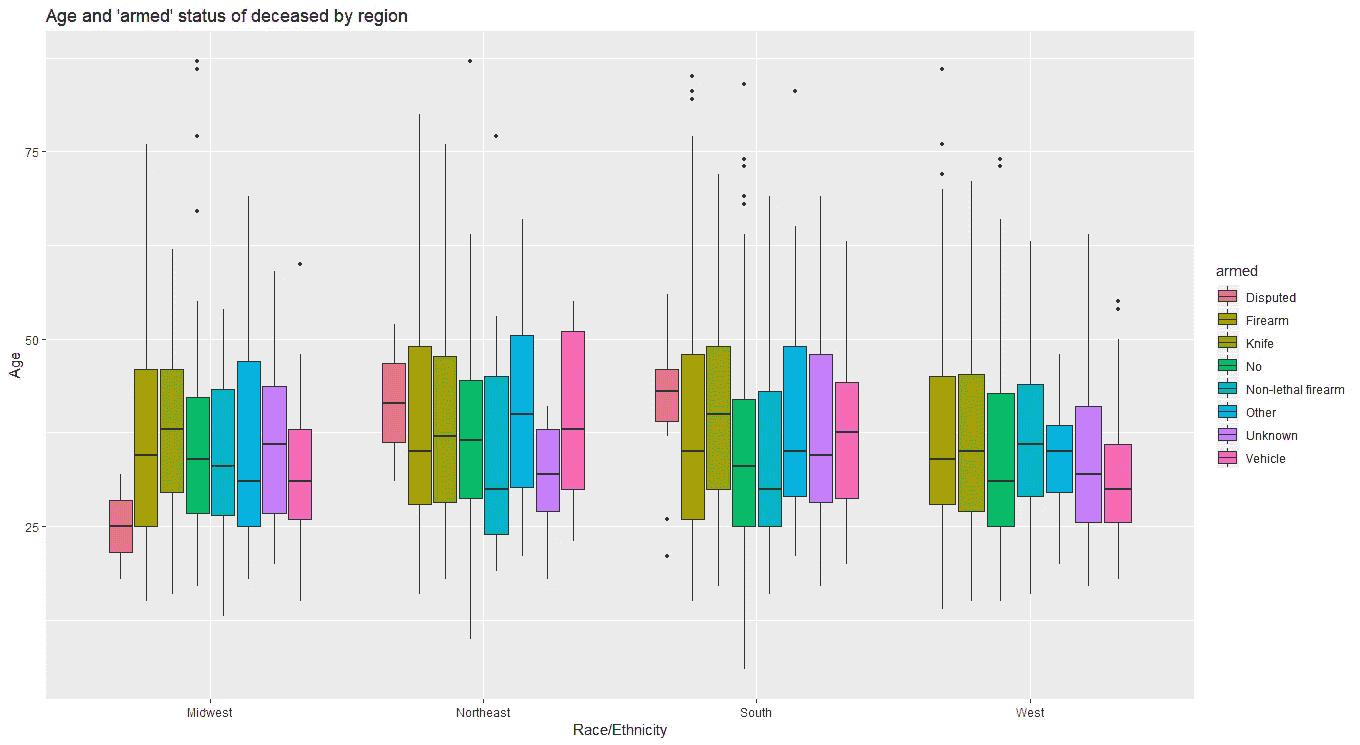 Age and 'armed' status of deceased by region
75
50
25
Age
Midwest
Northeast
South
West
Race/Ethnicity
armed
Disputed
Firearm
Knife
No
Non-lethal firearm
Other
Unknown
Vehicle